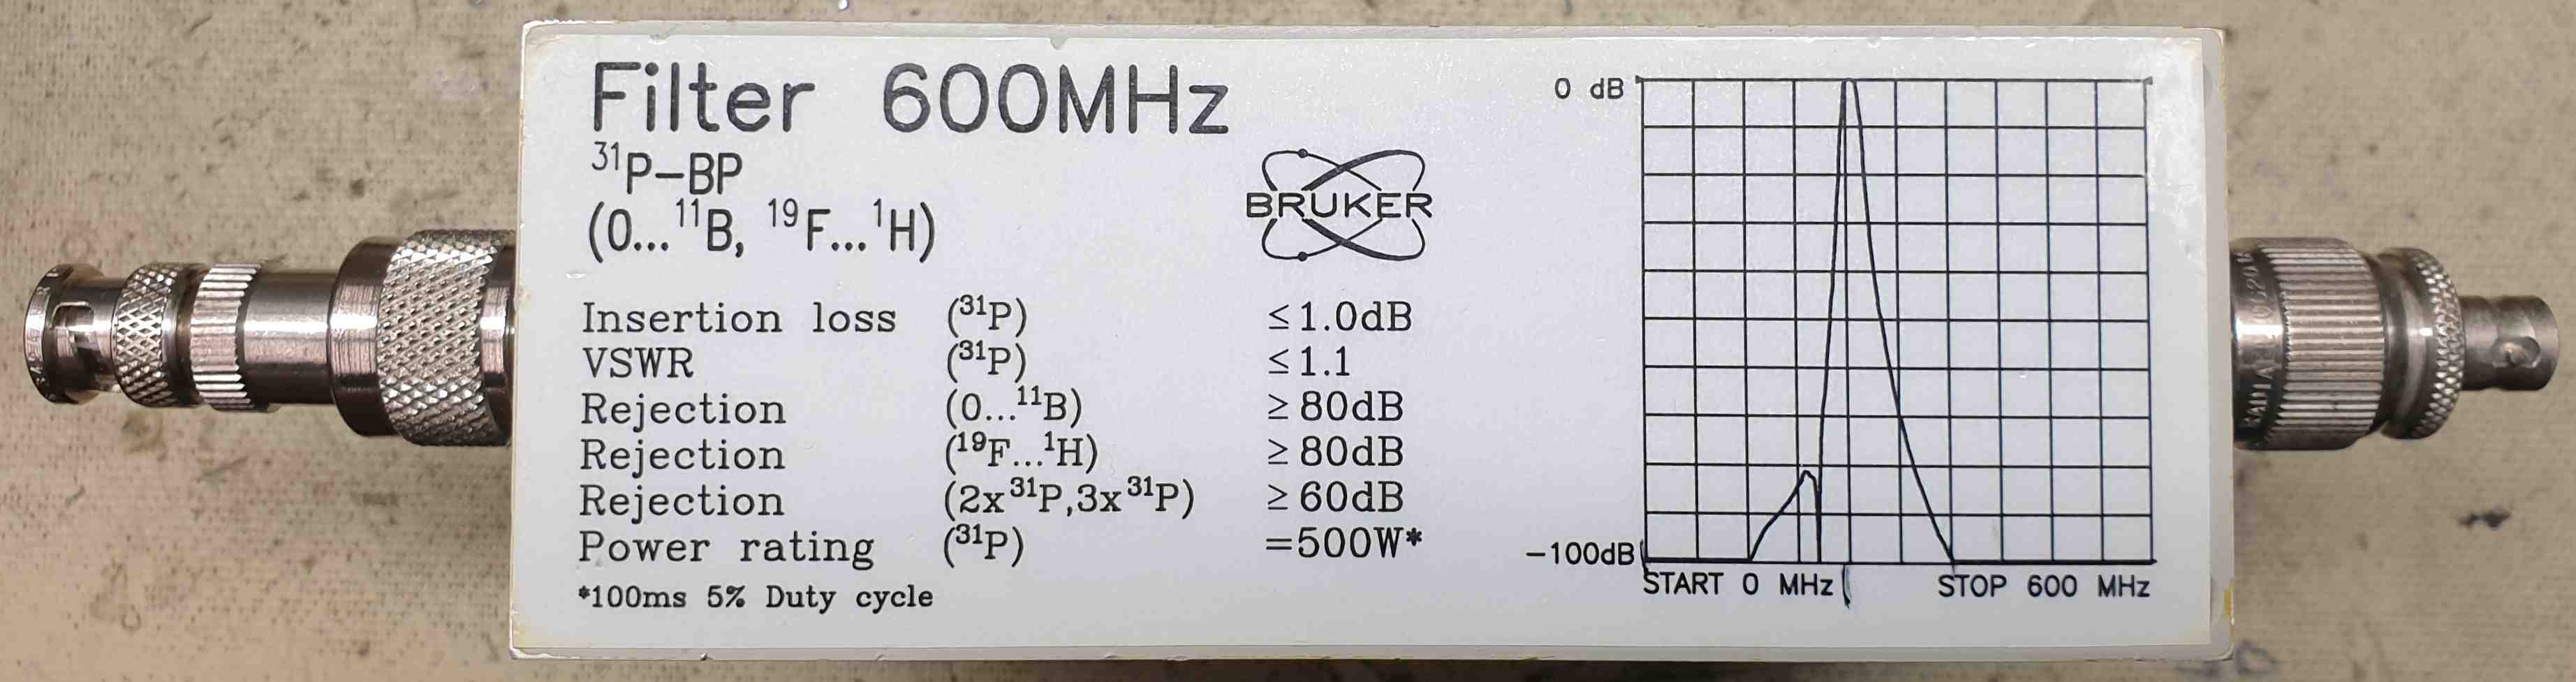 Filter 600MHz
³¹P–BP
(0...¹¹B, ¹⁹F...¹H)
BRUKER
Insertion loss (³¹P) ≤1.0dB
VSWR (³¹P) ≤1.1
Rejection (0...¹¹B) ≥80dB
Rejection (¹⁹F...¹H) ≥80dB
Rejection (2x³¹P,3x³¹P) ≥60dB
Power rating (³¹P) =500W*
*100ms 5% Duty cycle
0 dB
−100dB
START 0 MHz STOP 600 MHz